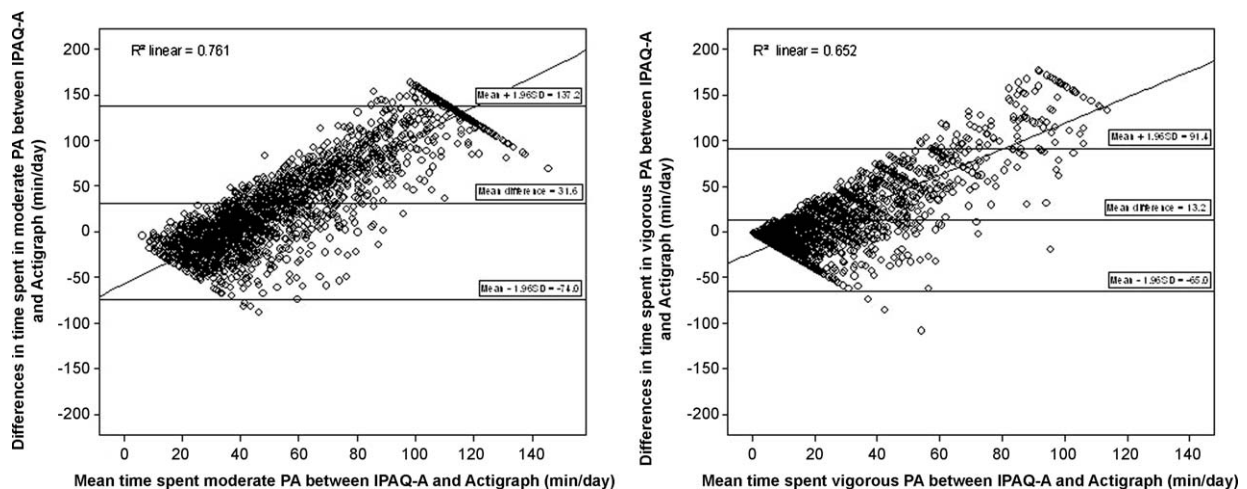 Differences in time spent in moderate PA between IPAQ-A
and Actigraph (min/day)
R² linear = 0.761
200
150
100
50
0
-50
-100
-150
-200
Mean + 1.96SD = 137.2
Mean difference = 31.6
Mean - 1.96SD = -74.0
0 20 40 60 80 100 120 140
Mean time spent moderate PA between IPAQ-A and Actigraph (min/day)
Differences in time spent in vigorous PA between IPAQ-A
and Actigraph (min/day)
R² linear = 0.652
200
150
100
50
0
-50
-100
-150
-200
Mean + 1.96SD = 91.4
Mean difference = 13.2
Mean - 1.96SD = -65.0
0 20 40 60 80 100 120 140
Mean time spent vigorous PA between IPAQ-A and Actigraph (min/day)